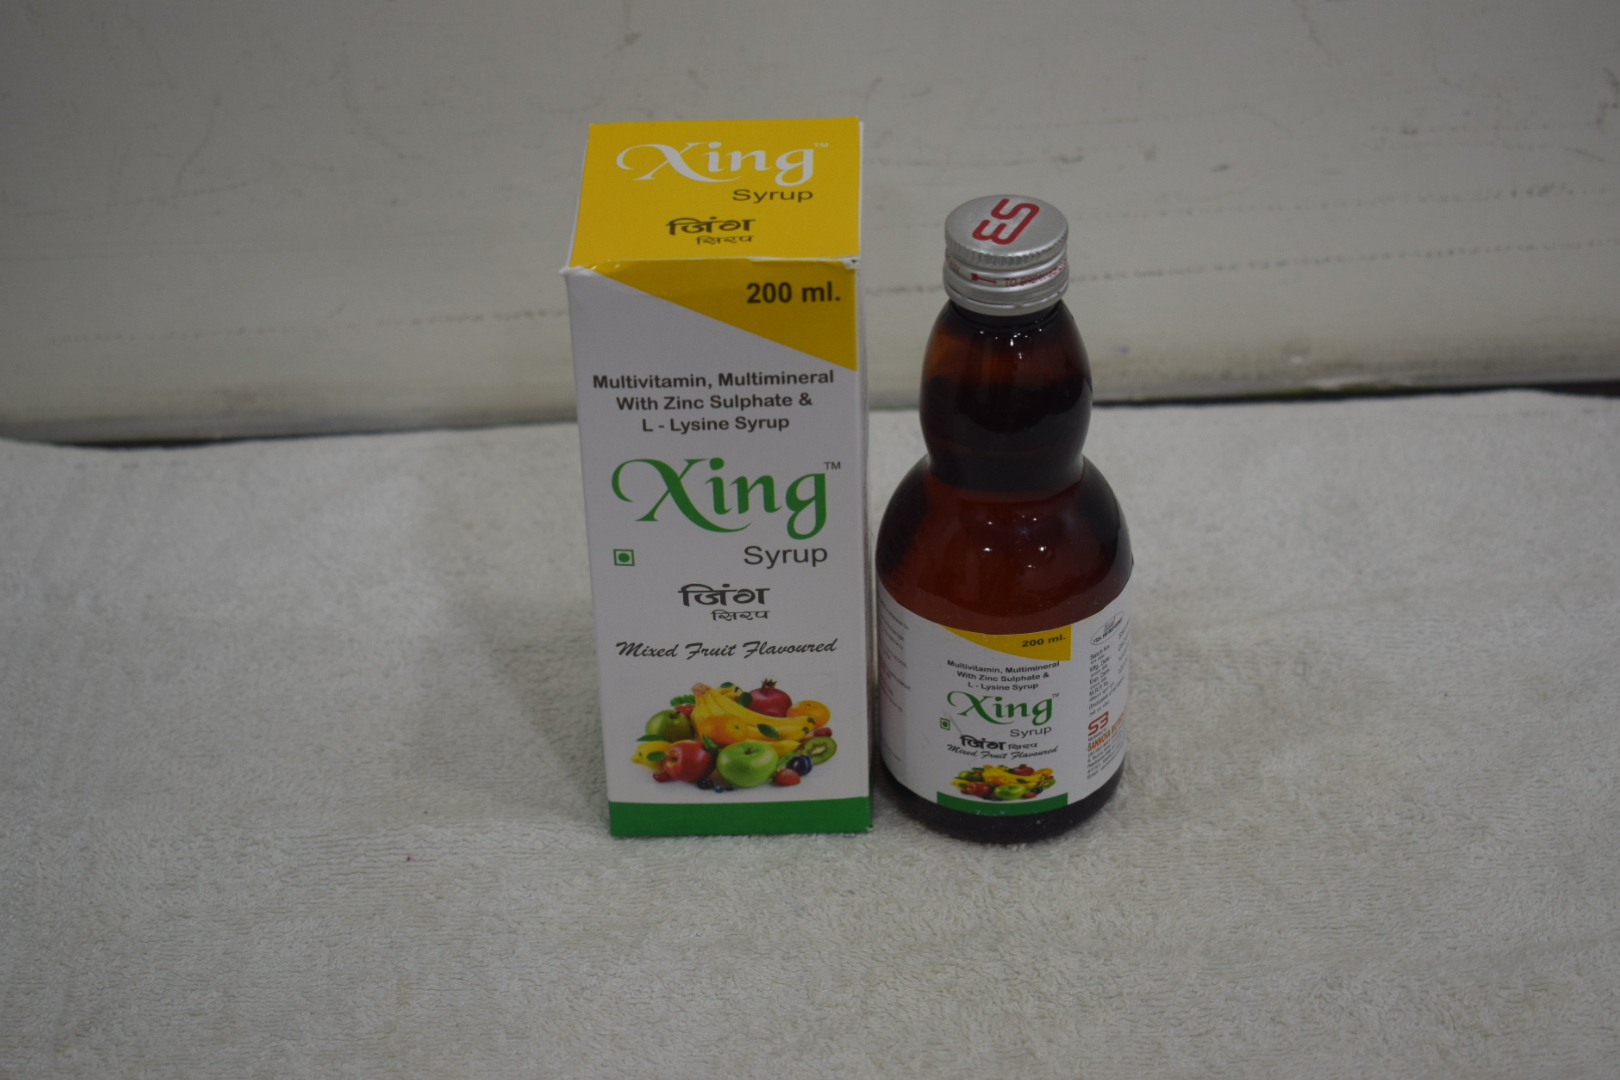 Xing™
Syrup
जिंग
सिरप
200 ml.
Multivitamin, Multimineral
With Zinc Sulphate &
L - Lysine Syrup
Xing™
Syrup
जिंग
सिरप
Mixed Fruit Flavoured
200 ml.
Multivitamin, Multimineral
With Zinc Sulphate &
L - Lysine Syrup
Xing™
Syrup
जिंग सिरप
Mixed Fruit Flavoured